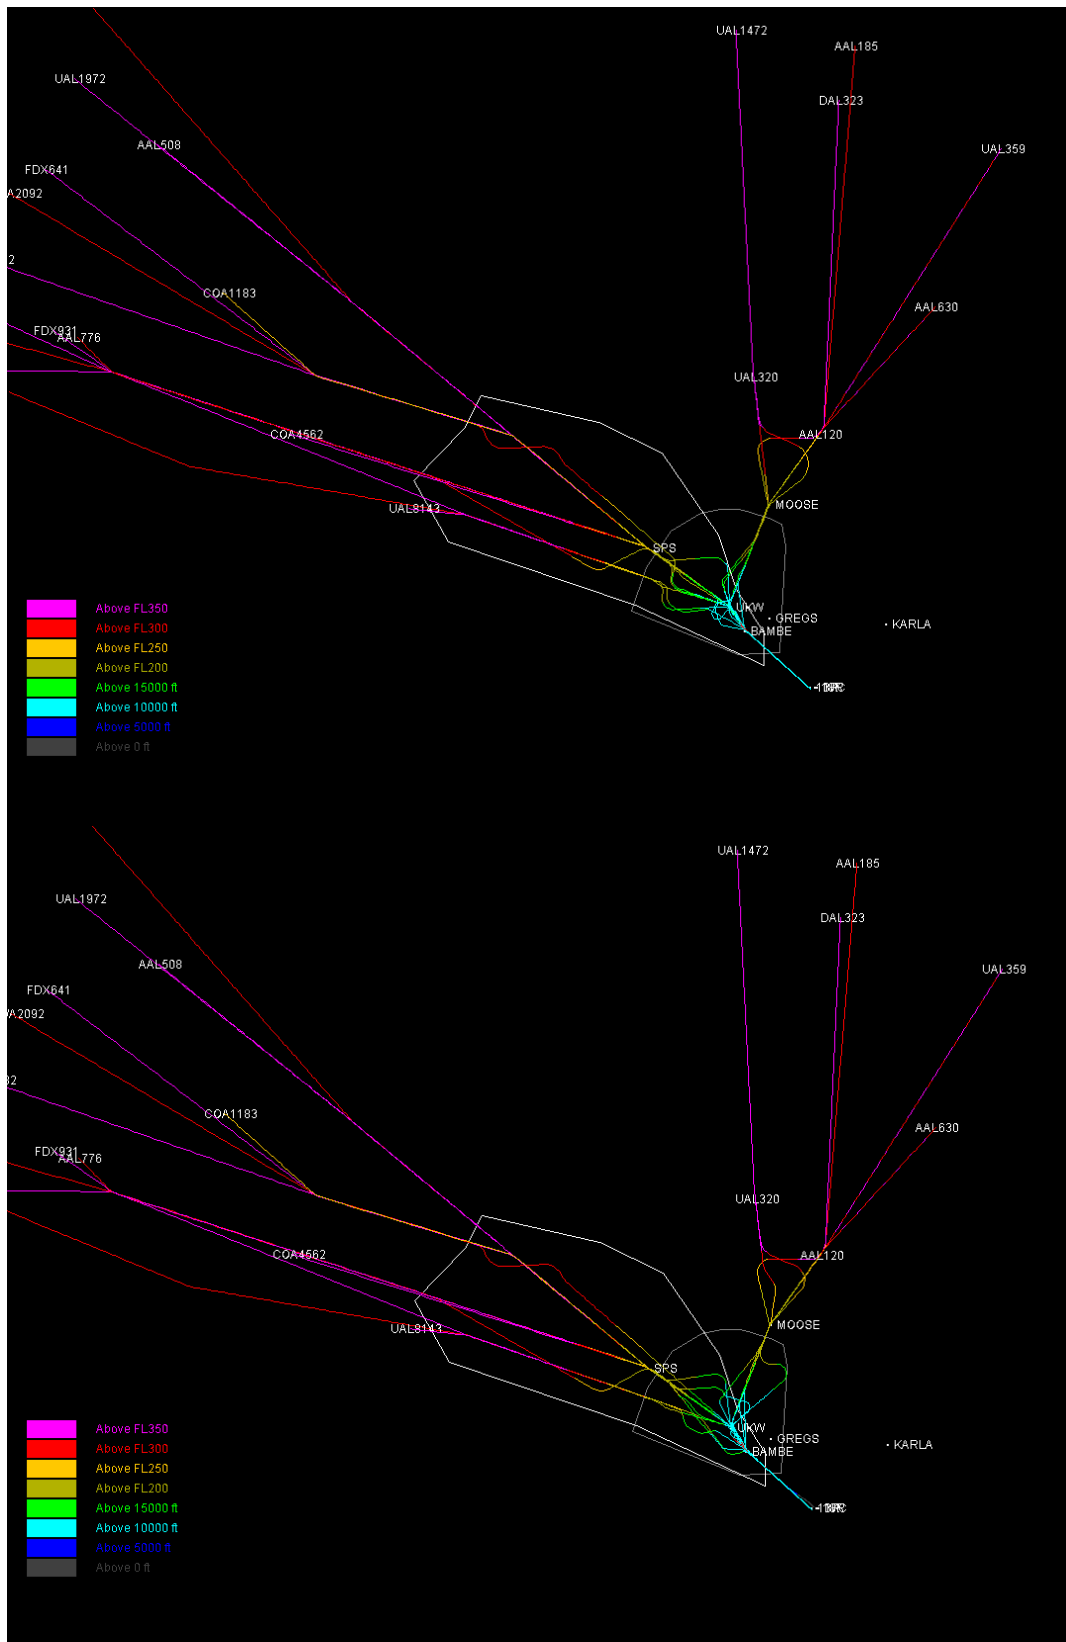 UAL1472
AAL185
UAL1972
DAL323
AAL508
UAL359
FDX641
A2092
2
COA1183
AAL630
FDX931
AAL776
UAL320
COA4562
AAL120
UAL8143
MOOSE
SPS
UKW
GREGS
KARLA
BAMBE
Above FL350
Above FL300
Above FL250
Above FL200
Above 15000 ft
Above 10000 ft
Above 5000 ft
Above 0 ft
UAL1472
AAL185
UAL1972
DAL323
AAL508
UAL359
FDX641
A2092
32
COA1183
AAL630
FDX931
AAL776
UAL320
COA4562
AAL120
UAL8143
MOOSE
SPS
UKW
GREGS
KARLA
BAMBE
Above FL350
Above FL300
Above FL250
Above FL200
Above 15000 ft
Above 10000 ft
Above 5000 ft
Above 0 ft